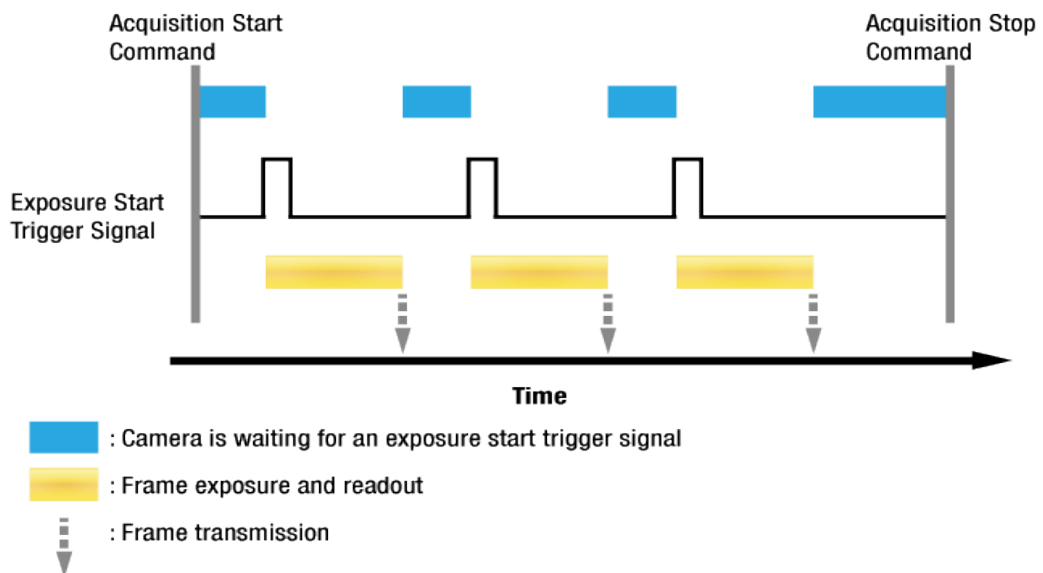 Acquisition Start
Command
Acquisition Stop
Command
Exposure Start
Trigger Signal
Time
: Camera is waiting for an exposure start trigger signal
: Frame exposure and readout
: Frame transmission